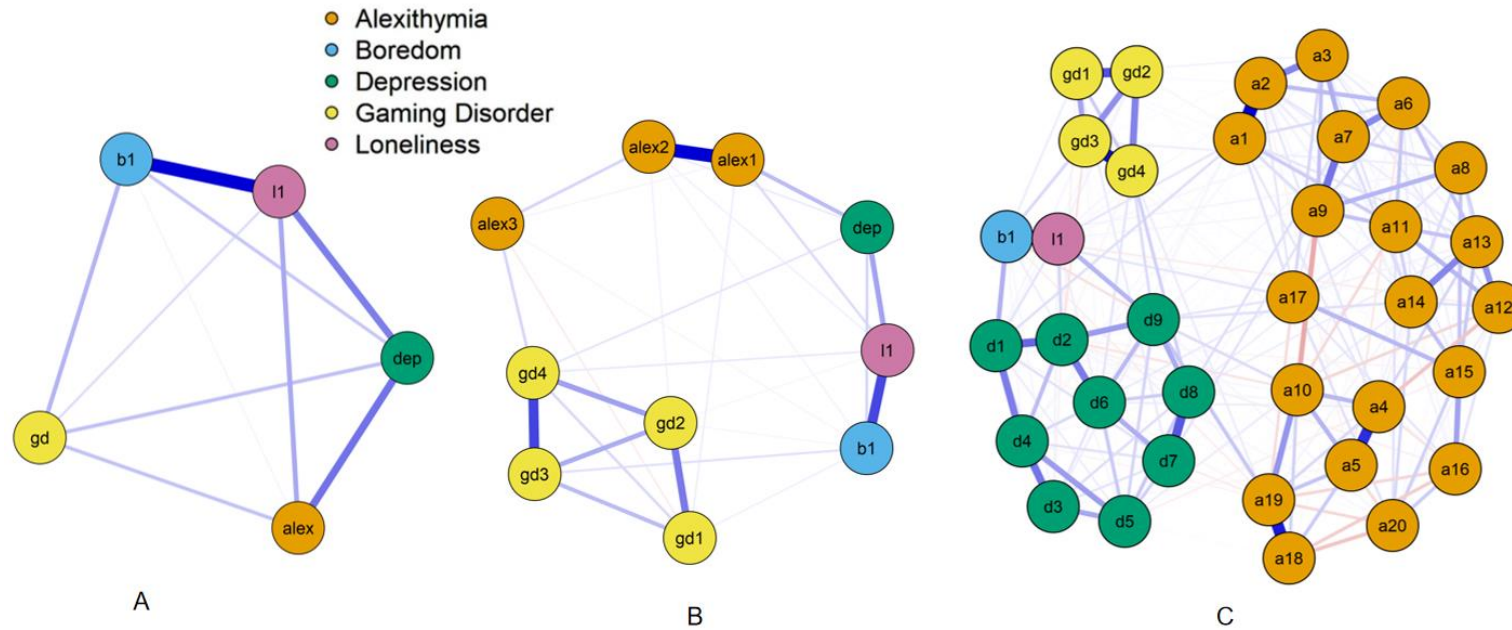 Alexithymia
Boredom
Depression
Gaming Disorder
Loneliness
b1
l1
dep
gd
alex
A
alex2
alex1
alex3
dep
l1
gd4
gd2
b1
gd3
gd1
B
gd1
gd2
gd3
gd4
b1
l1
d1
d2
d9
d6
d8
d4
d7
d3
d5
a3
a2
a6
a1
a7
a8
a9
a11
a13
a17
a14
a12
a10
a15
a4
a5
a16
a19
a20
a18
C